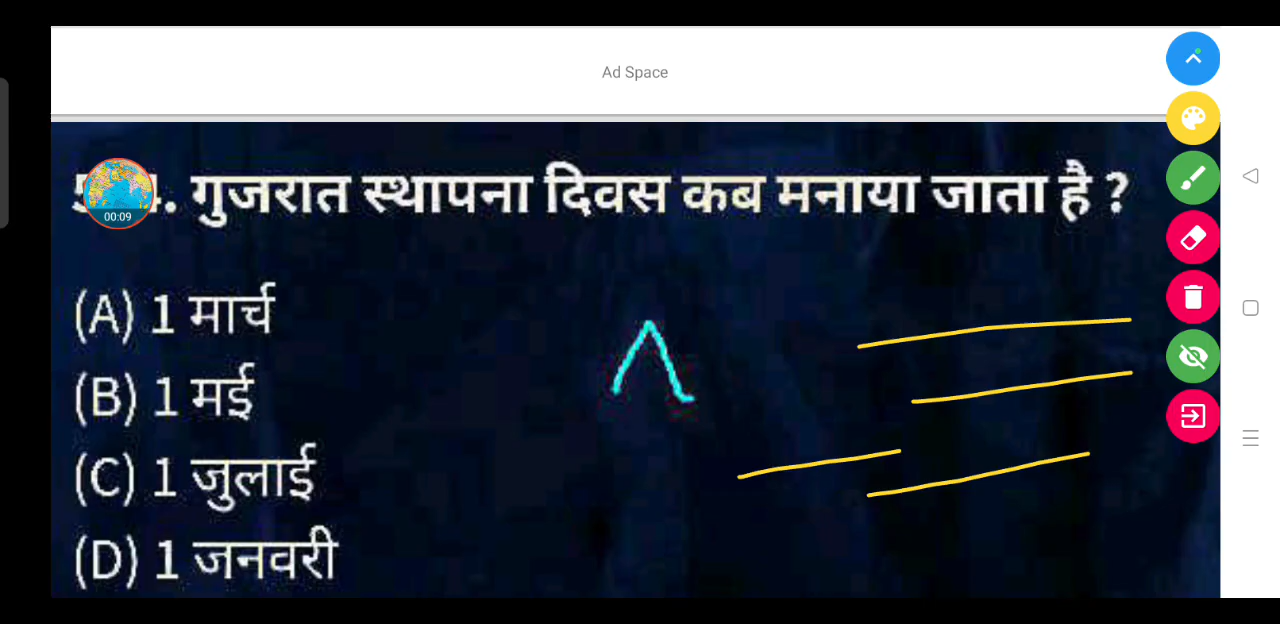 Ad Space
गुजरात स्थापना दिवस कब मनाया जाता है ?
00:09
(A) 1 मार्च
(B) 1 मई
(C) 1 जुलाई
(D) 1 जनवरी